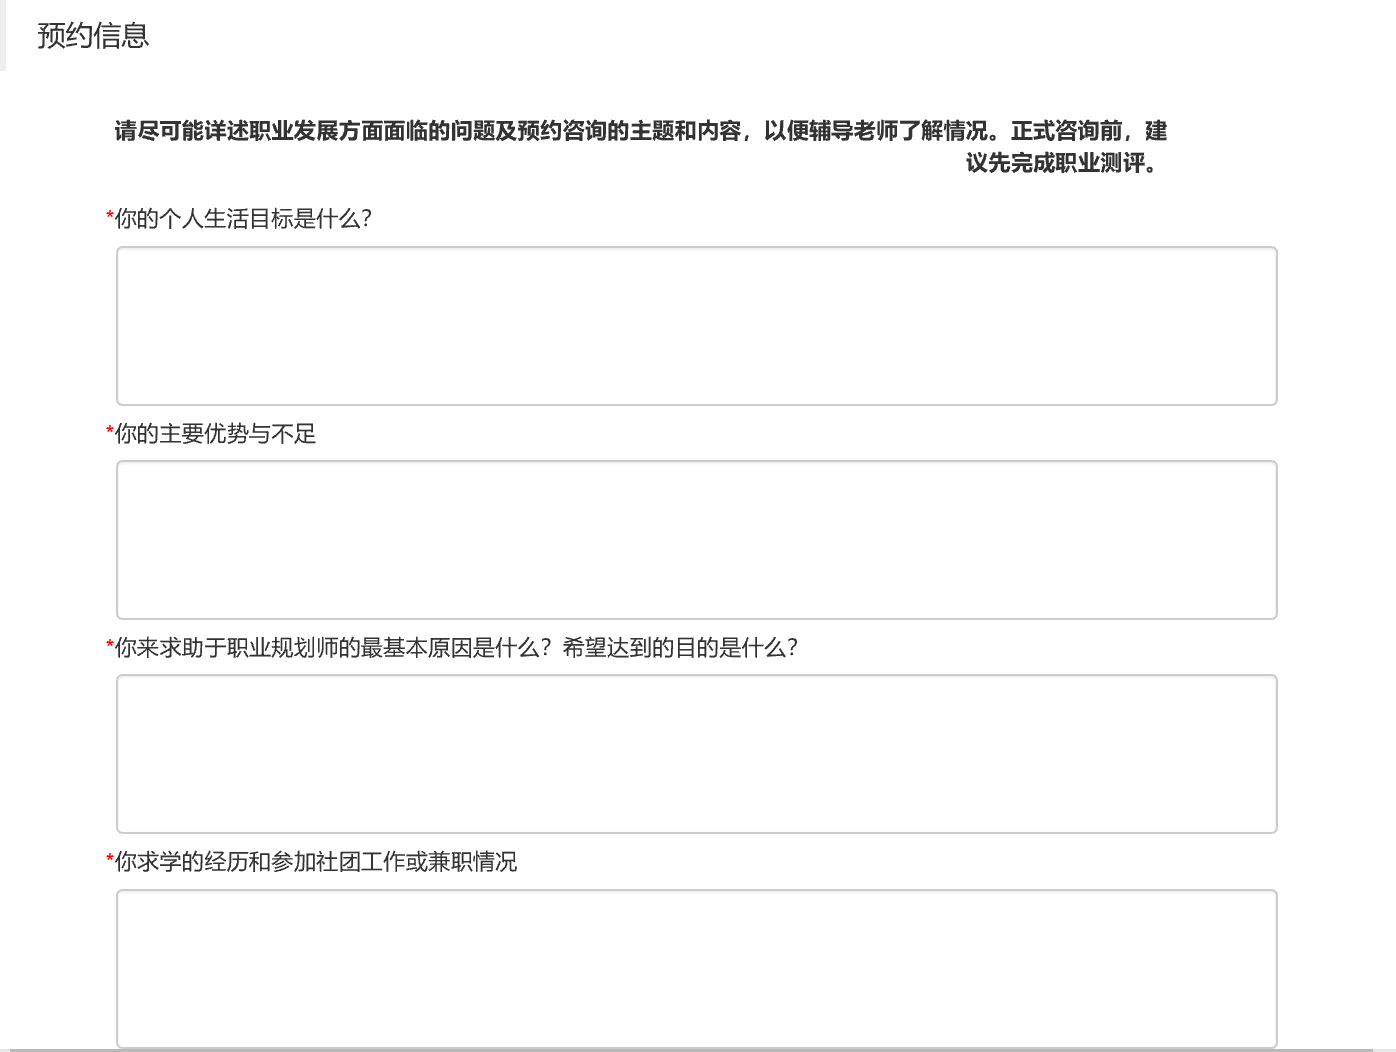 预约信息
请尽可能详述职业发展方面面临的问题及预约咨询的主题和内容，以便辅导老师了解情况。正式咨询前，建
议先完成职业测评。
*你的个人生活目标是什么？
*你的主要优势与不足
*你来求助于职业规划师的最基本原因是什么？希望达到的目的是什么？
*你求学的经历和参加社团工作或兼职情况